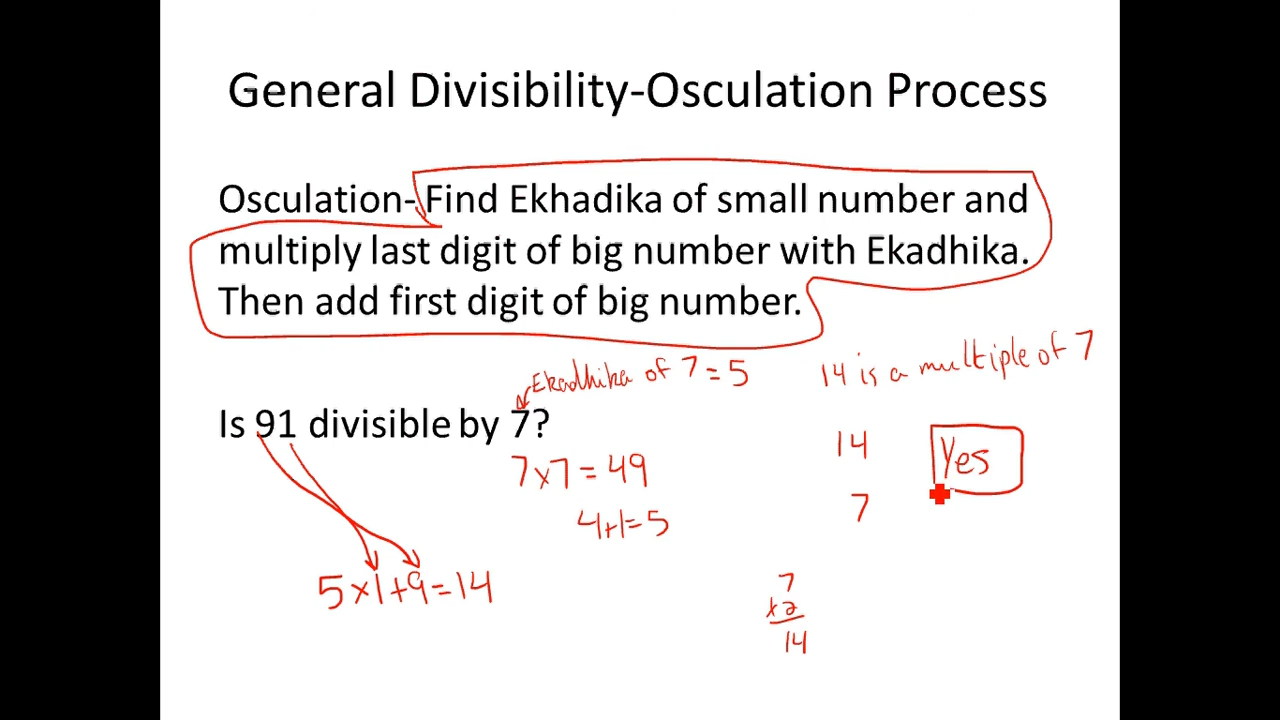 General Divisibility-Osculation Process
Osculation- Find Ekhadika of small number and
multiply last digit of big number with Ekadhika.
Then add first digit of big number.
Ekadhika of 7 = 5
14 is a multiple of 7
Is 91 divisible by 7?
7x7=49
4+1=5
14
7
Yes
5x1+9=14
7
x2
14